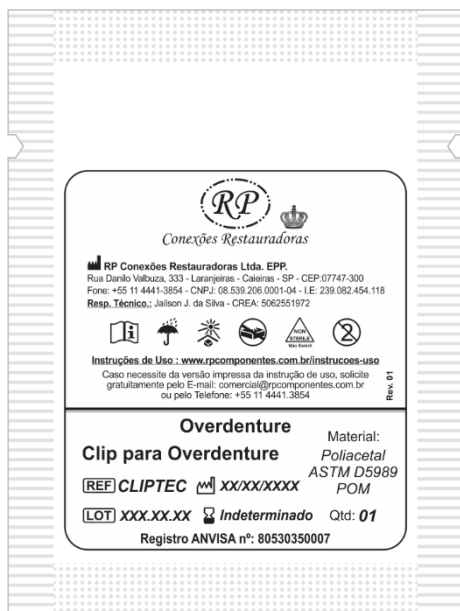 RP
Conexões Restauradoras
RP Conexões Restauradoras Ltda. EPP.
Rua Danilo Valbuza, 333 - Laranjeiras - Caieiras - SP - CEP:07747-300
Fone: +55 11 4441-3854 - CNPJ: 08.539.206.0001-04 - I.E: 239.082.454.118
Resp. Técnico.: Jailson J. da Silva - CREA: 5062551972
i
NON
STERILE
Não Estéril
2
Instruções de Uso : www.rpcomponentes.com.br/instrucoes-uso
Caso necessite da versão impressa da instrução de uso, solicite
gratuitamente pelo E-mail: comercial@rpcomponentes.com.br
ou pelo Telefone: +55 11 4441.3854
Rev. 01
Overdenture
Clip para Overdenture
Material:
Poliacetal
ASTM D5989
POM
REF CLIPTEC XX/XX/XXXX
LOT XXX.XX.XX Indeterminado Qtd: 01
Registro ANVISA nº: 80530350007